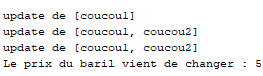 update de [coucou1]
update de [coucou1, coucou2]
update de [coucou1, coucou2]
Le prix du baril vient de changer : 5